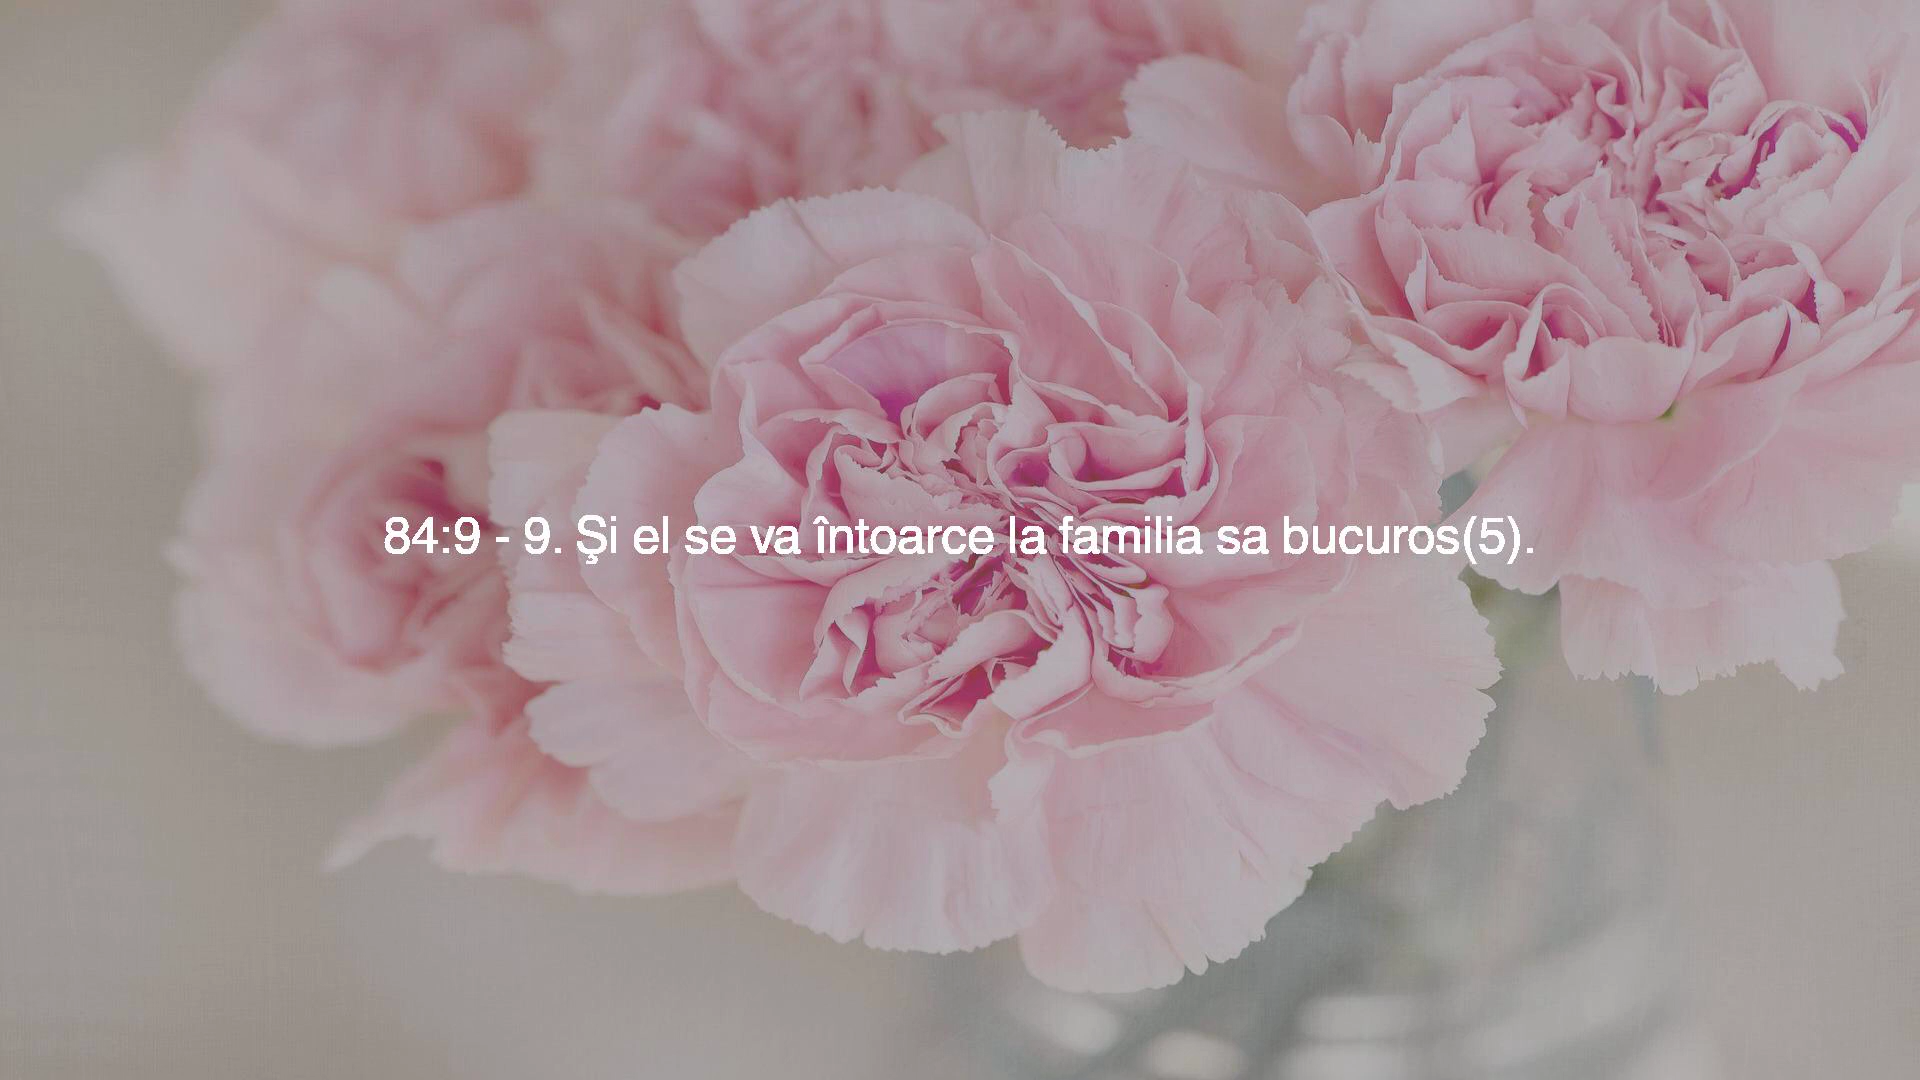 84:9 - 9. Şi el se va întoarce la familia sa bucuros(5).